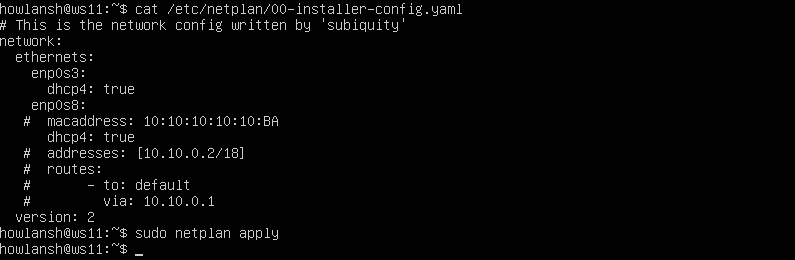 howlansh@ws11:~$ cat /etc/netplan/00-installer-config.yaml
# This is the network config written by 'subiquity'
network:
  ethernets:
    enp0s3:
      dhcp4: true
    enp0s8:
   #  macaddress: 10:10:10:10:10:BA
      dhcp4: true
   #  addresses: [10.10.0.2/18]
   #  routes:
   #       - to: default
   #         via: 10.10.0.1
  version: 2
howlansh@ws11:~$ sudo netplan apply
howlansh@ws11:~$ _